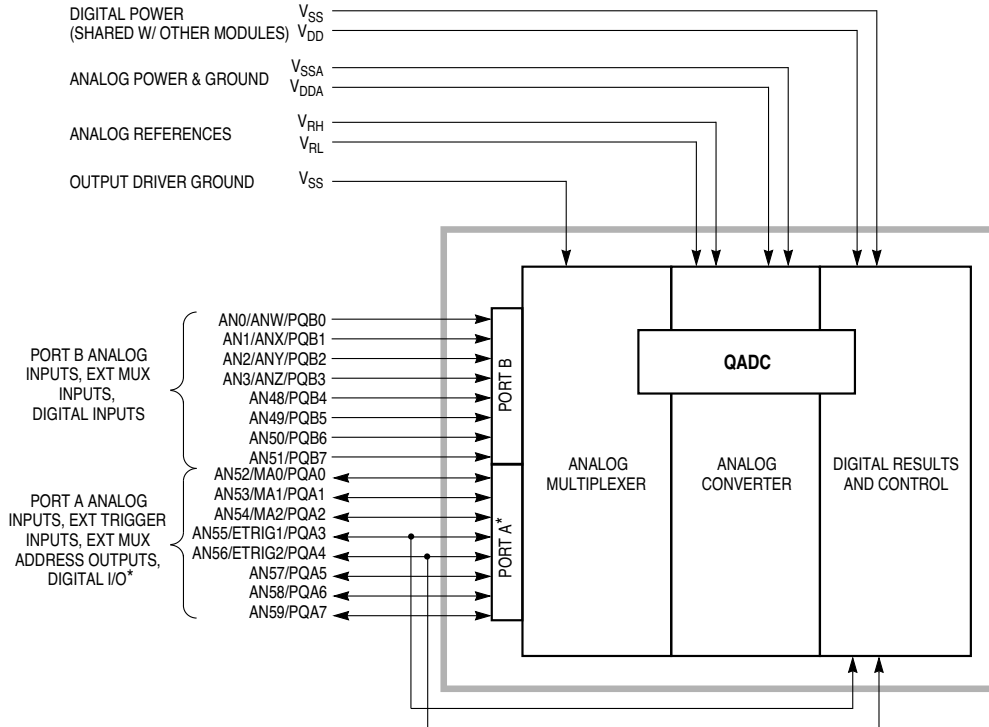 DIGITAL POWER
(SHARED W/ OTHER MODULES)
VSS
VDD
ANALOG POWER & GROUND
VSSA
VDDA
ANALOG REFERENCES
VRH
VRL
OUTPUT DRIVER GROUND
VSS
PORT B ANALOG
INPUTS, EXT MUX
INPUTS,
DIGITAL INPUTS
AN0/ANW/PQB0
AN1/ANX/PQB1
AN2/ANY/PQB2
AN3/ANZ/PQB3
AN48/PQB4
AN49/PQB5
AN50/PQB6
AN51/PQB7
PORT A ANALOG
INPUTS, EXT TRIGGER
INPUTS, EXT MUX
ADDRESS OUTPUTS,
DIGITAL I/O*
AN52/MA0/PQA0
AN53/MA1/PQA1
AN54/MA2/PQA2
AN55/ETRIG1/PQA3
AN56/ETRIG2/PQA4
AN57/PQA5
AN58/PQA6
AN59/PQA7
PORT B
PORT A*
QADC
ANALOG
MULTIPLEXER
ANALOG
CONVERTER
DIGITAL RESULTS
AND CONTROL